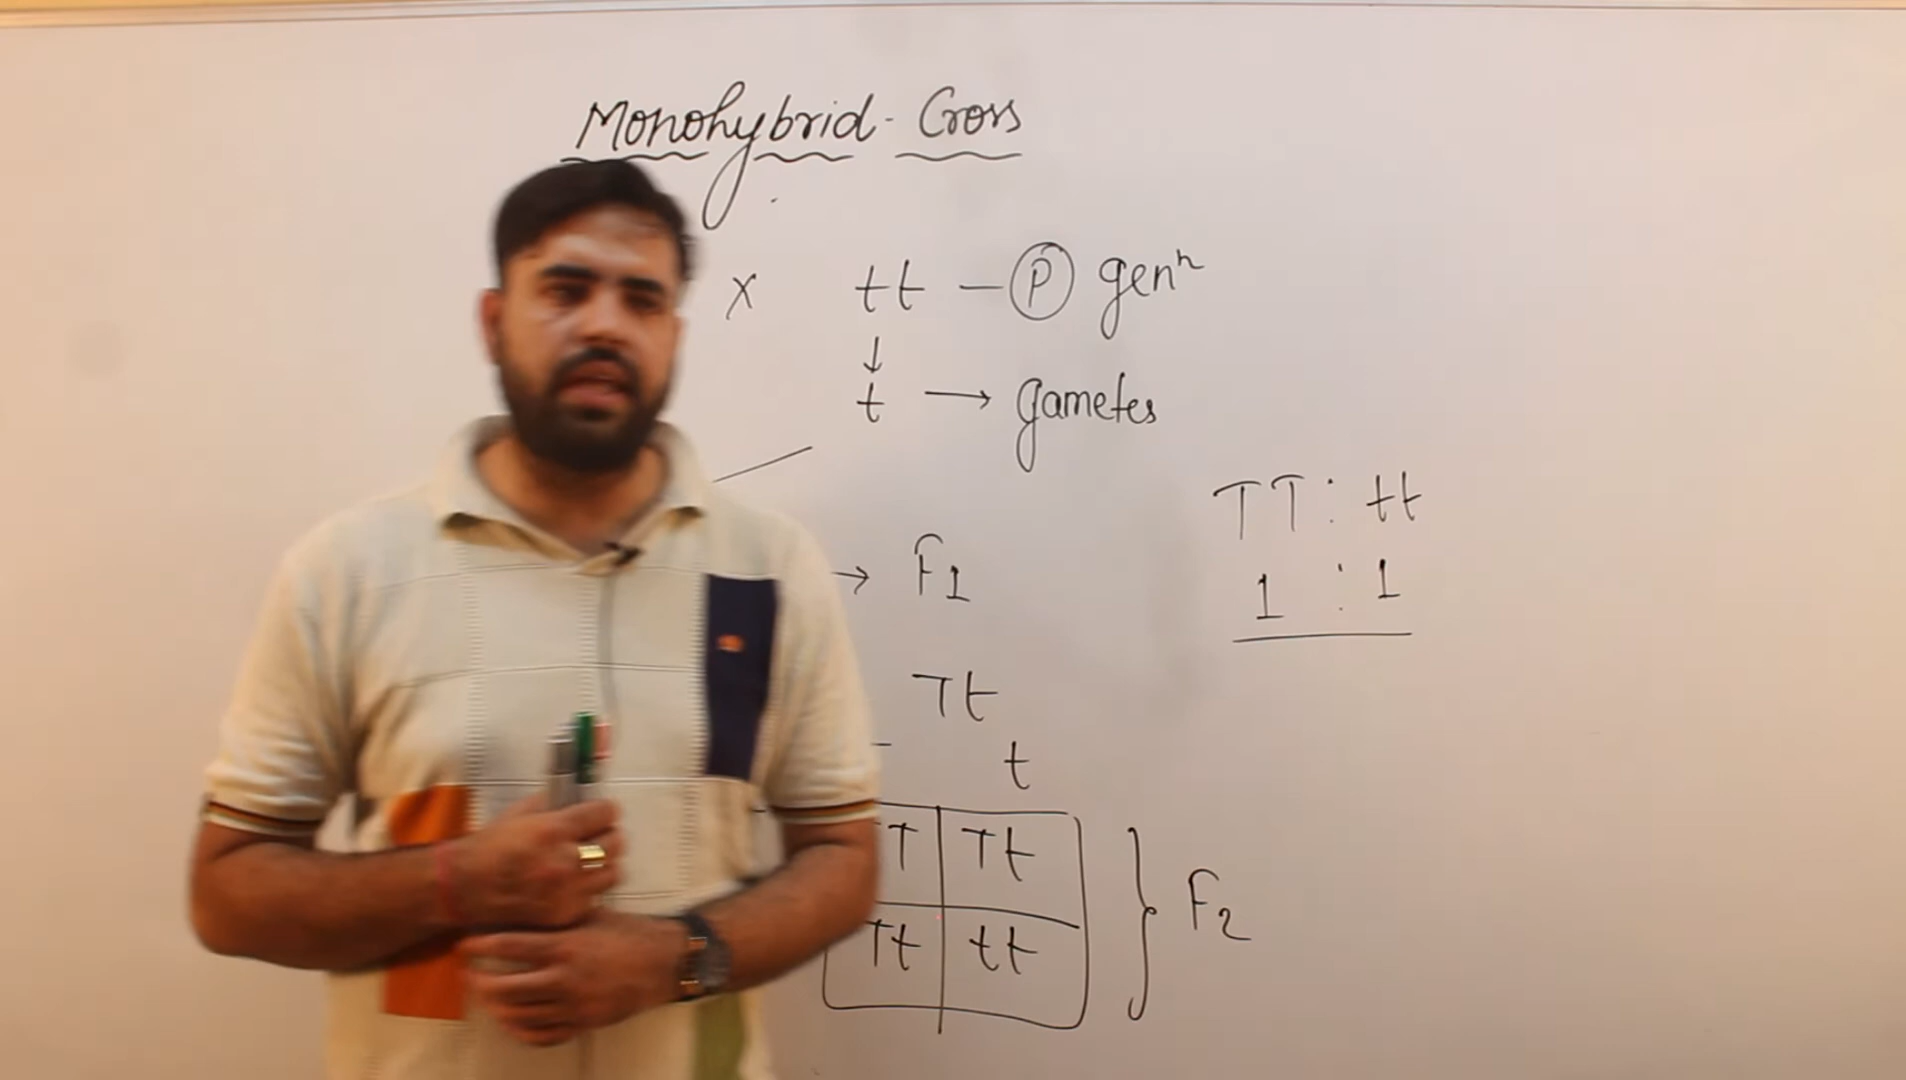 Monohybrid - Cross
x tt — P genⁿ
↓
t → gametes
TT : tt
1 : 1
→ F1
Tt
t
T Tt
Tt tt
F2